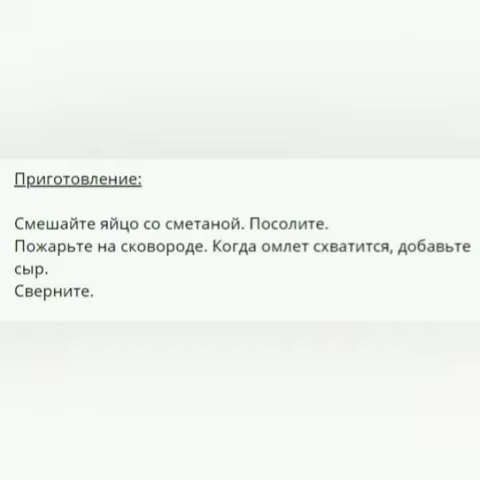 Приготовление:
Смешайте яйцо со сметаной. Посолите.
Пожарьте на сковороде. Когда омлет схватится, добавьте
сыр.
Сверните.